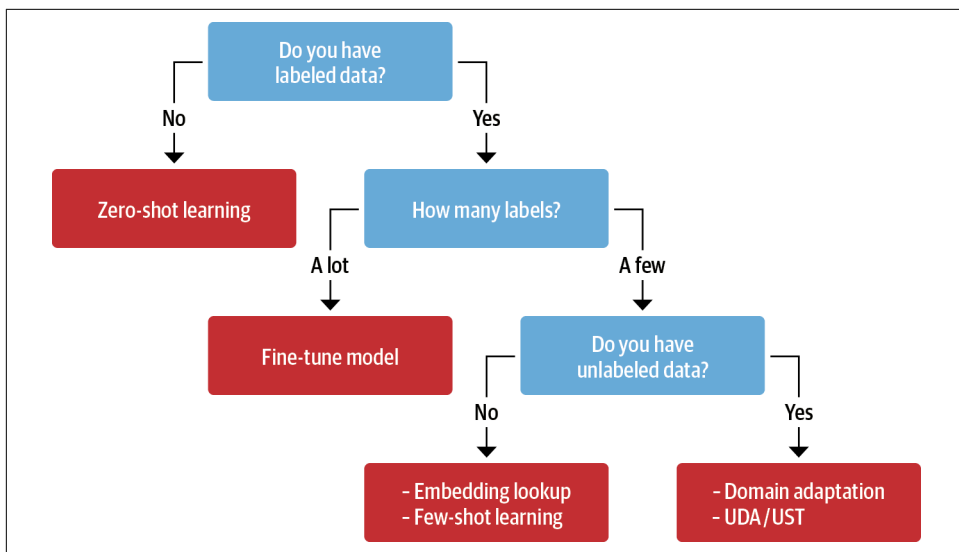 Do you have
labeled data?
No
Yes
Zero-shot learning
How many labels?
A lot
A few
Fine-tune model
Do you have
unlabeled data?
No
Yes
– Embedding lookup
– Few-shot learning
– Domain adaptation
– UDA/UST